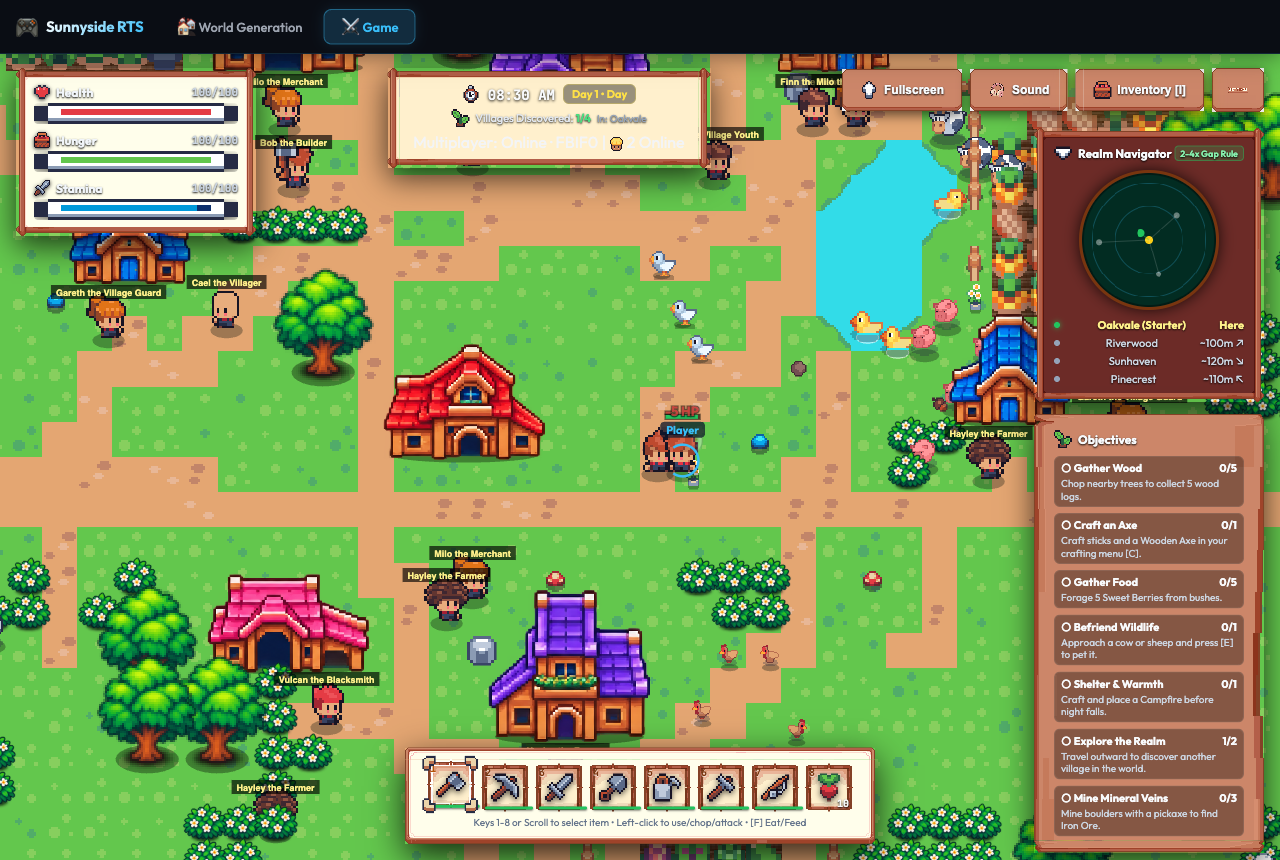 Sunnyside RTS
World Generation
Game
Health
100/100
Hunger
100/100
Stamina
100/100
08:30 AM
Day 1 • Day
Villages Discovered: 1/4 In: Oakvale
Fullscreen
Sound
Inventory [I]
Realm Navigator
2-4x Gap Rule
Oakvale (Starter) Here
Riverwood ~100m ↗
Sunhaven ~120m ↘
Pinecrest ~110m ↖
Objectives
Gather Wood 0/5
Chop nearby trees to collect 5 wood
logs.
Craft an Axe 0/1
Craft sticks and a Wooden Axe in your
crafting menu [C].
Gather Food 0/5
Forage 5 Sweet Berries from bushes.
Befriend Wildlife 0/1
Approach a cow or sheep and press [E]
to pet it.
Shelter & Warmth 0/1
Craft and place a Campfire before
night falls.
Explore the Realm 1/2
Travel outward to discover another
village in the world.
Mine Mineral Veins 0/3
Mine boulders with a pickaxe to find
Iron Ore.
ilo the Merchant
Finn the Milo t
Bob the Builder
Village Youth
Cael the Villager
Gareth the Village Guard
-5 HP
Player
Hayley the Farmer
Milo the Merchant
Hayley the Farmer
Vulcan the Blacksmith
Hayley the Farmer
10
Keys 1-8 or Scroll to select item • Left-click to use/chop/attack • [F] Eat/Feed